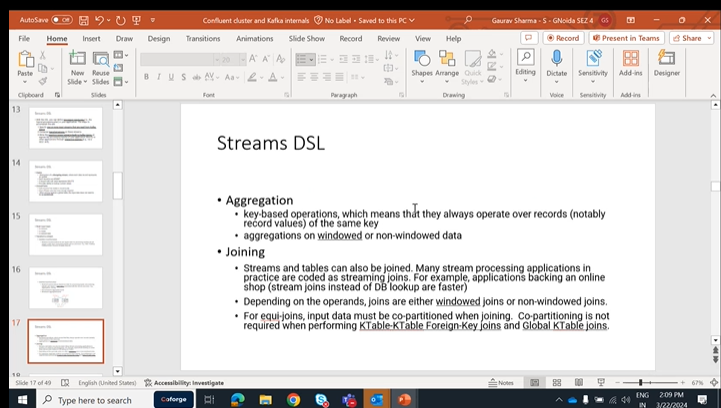 AutoSave Off
Confluent cluster and Kafka internals
No Label • Saved to this PC
Gaurav Sharma - S - GNoida SEZ 4
GS
File Home Insert Draw Design Transitions Animations Slide Show Record Review View Help
Record
Present in Teams
Share
Paste
New Slide
Reuse Slides
Shapes
Arrange
Quick Styles
Editing
Dictate
Sensitivity
Add-ins
Designer
Clipboard
Slides
Font
Paragraph
Drawing
Voice
Sensitivity
Add-ins
13
14
15
16
17
Streams DSL
• Aggregation
• key-based operations, which means that they always operate over records (notably
record values) of the same key
• aggregations on windowed or non-windowed data
• Joining
• Streams and tables can also be joined. Many stream processing applications in
practice are coded as streaming joins. For example, applications backing an online
shop (stream joins instead of DB lookup are faster)
• Depending on the operands, joins are either windowed joins or non-windowed joins.
• For equi-joins, input data must be co-partitioned when joining. Co-partitioning is not
required when performing KTable-KTable Foreign-Key joins and Global KTable joins.
Slide 17 of 49
English (United States)
Accessibility: Investigate
Notes
67%
Type here to search
Coforge
ENG
IN
2:09 PM
3/22/2024